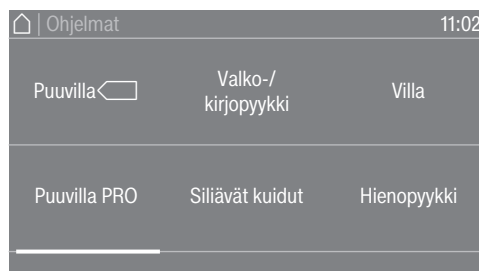 Ohjelmat 11:02
Puuvilla
Valko-/
kirjopyykki
Villa
Puuvilla PRO
Siliävät kuidut
Hienopyykki